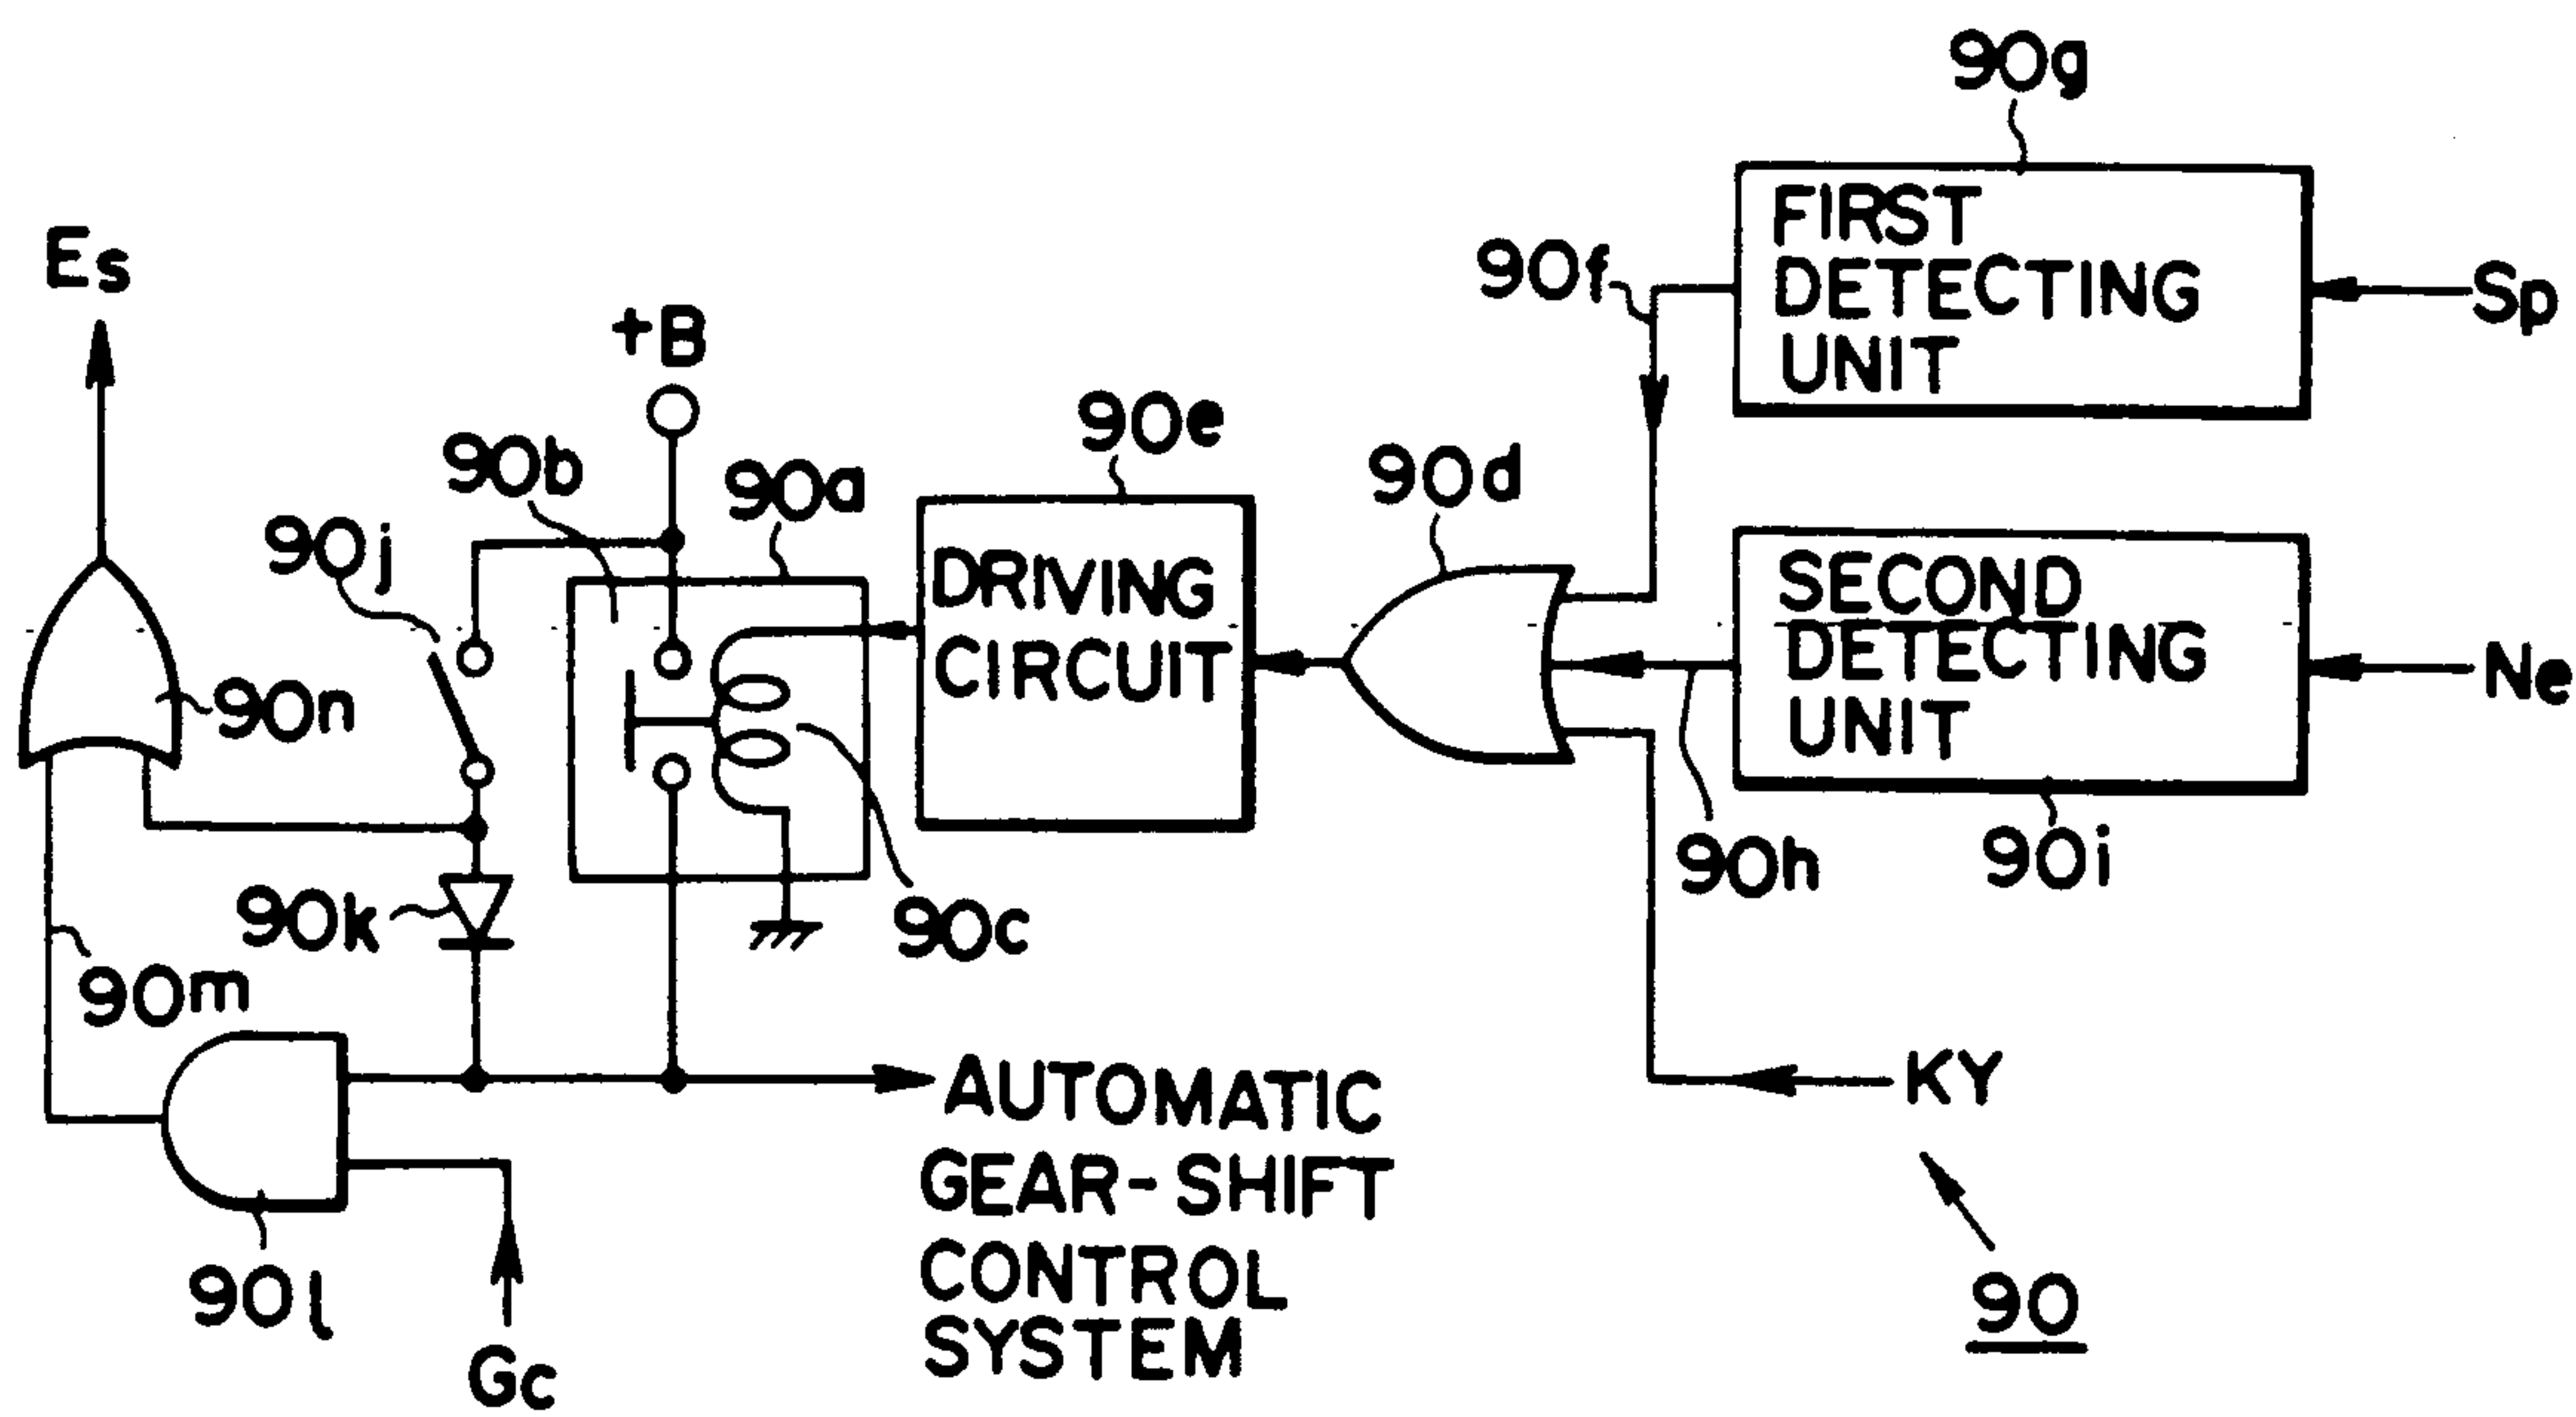 90g
FIRST
DETECTING
UNIT
Sp
90f
Es
+B
90e
90d
90b
90a
90j
DRIVING
CIRCUIT
SECOND
DETECTING
UNIT
Ne
90n
90h
90i
90k
90c
90m
AUTOMATIC
GEAR-SHIFT
CONTROL
SYSTEM
KY
90l
Gc
90